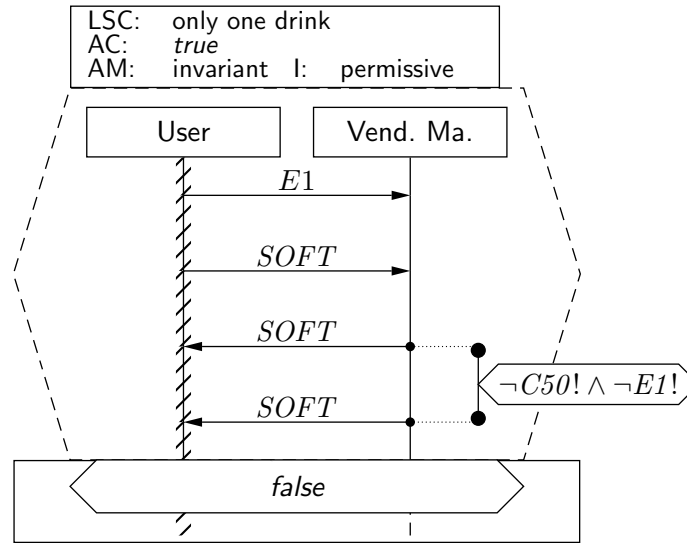 LSC: only one drink
AC: true
AM: invariant I: permissive
User
Vend. Ma.
E1
SOFT
SOFT
¬C50! ∧ ¬E1!
SOFT
false